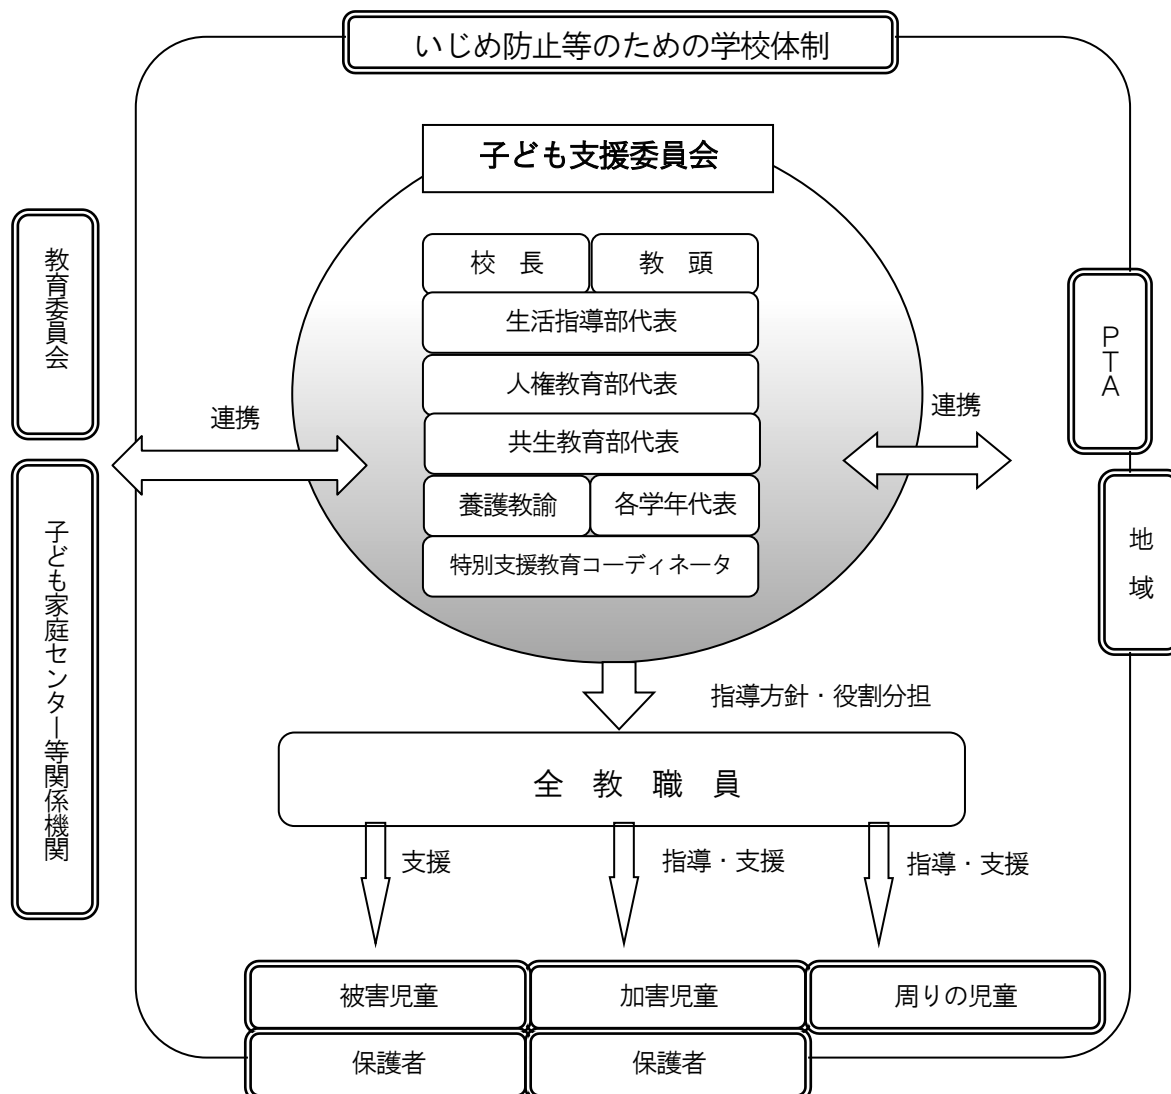 いじめ防止等のための学校体制
子ども支援委員会
校　長
教　頭
生活指導部代表
人権教育部代表
共生教育部代表
養護教諭
各学年代表
特別支援教育コーディネータ
教育委員会
子ども家庭センター等関係機関
連携
連携
PTA
地域
指導方針・役割分担
全　教　職　員
支援
指導・支援
指導・支援
被害児童
加害児童
周りの児童
保護者
保護者